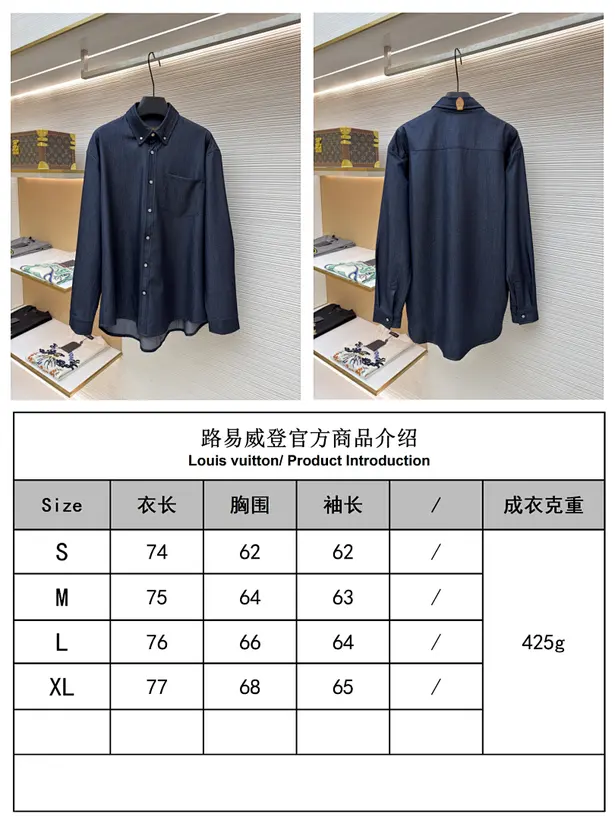 路易威登官方商品介绍
Louis vuitton/ Product Introduction
Size 衣长 胸围 袖长 / 成衣克重
S 74 62 62 /
M 75 64 63 /
L 76 66 64 /
XL 77 68 65 /
425g